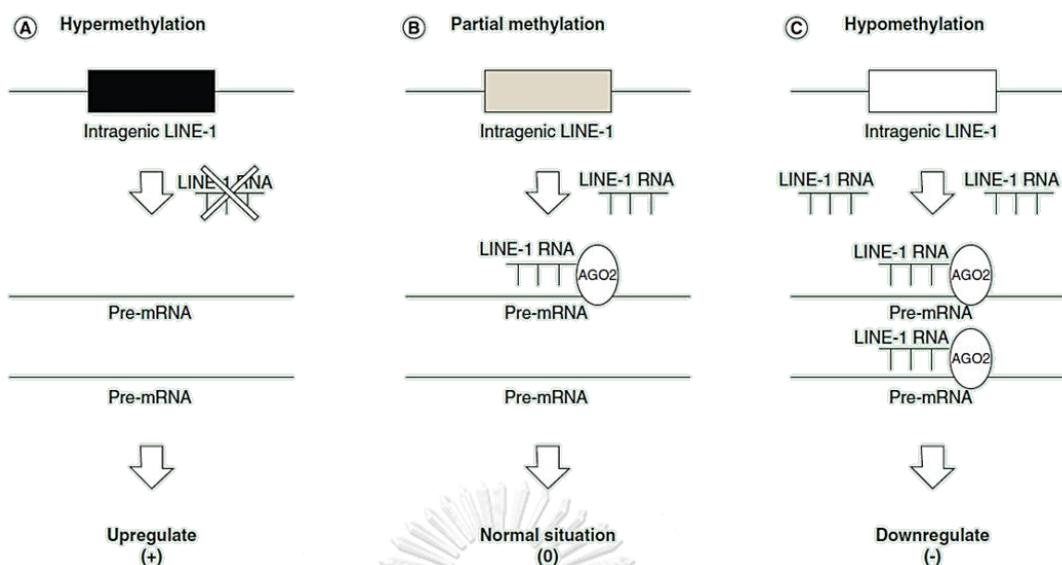 A Hypermethylation
Intragenic LINE-1
LINE-1 RNA
Pre-mRNA
Pre-mRNA
Upregulate
(+)
B Partial methylation
Intragenic LINE-1
LINE-1 RNA
LINE-1 RNA
AGO2
Pre-mRNA
Pre-mRNA
Normal situation
(0)
C Hypomethylation
Intragenic LINE-1
LINE-1 RNA
LINE-1 RNA
LINE-1 RNA
AGO2
Pre-mRNA
LINE-1 RNA
AGO2
Pre-mRNA
Downregulate
(-)